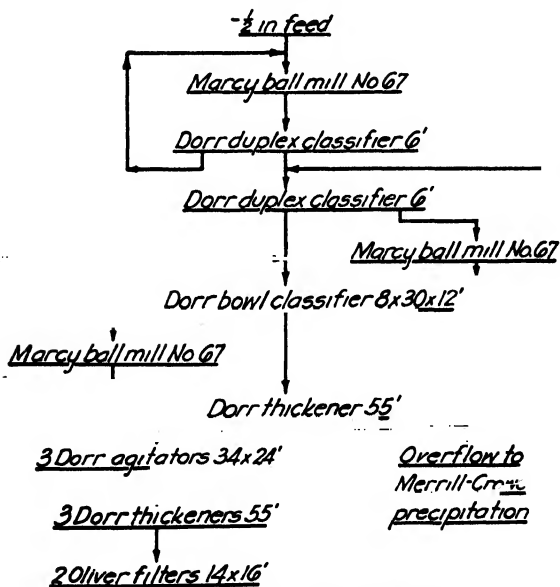 -½ in feed
Marcy ball mill No 67
Dorr duplex classifier 6'
Dorr duplex classifier 6'
Marcy ball mill No.67
Dorr bowl classifier 8x30x12'
Marcy ball mill No 67
Dorr thickener 55'
3 Dorr agitators 34x24'
Overflow to
Merrill-
precipitation
3 Dorr thickeners 55'
2 Oliver filters 14x16'